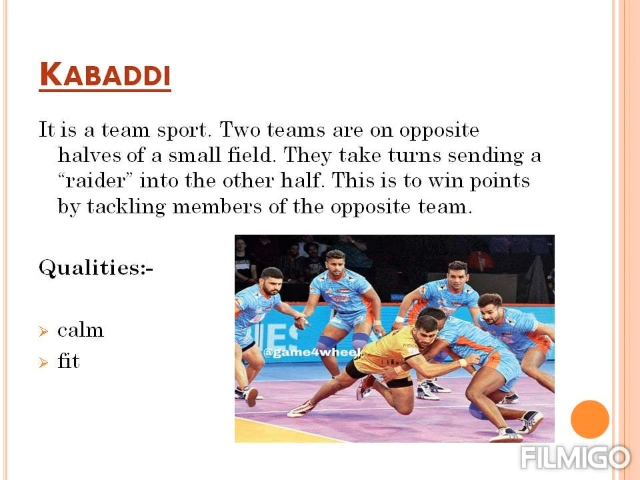 KABADDI
It is a team sport. Two teams are on opposite
halves of a small field. They take turns sending a
“raider” into the other half. This is to win points
by tackling members of the opposite team.
Qualities:-
calm
fit
@game4wheel
FILMIGO